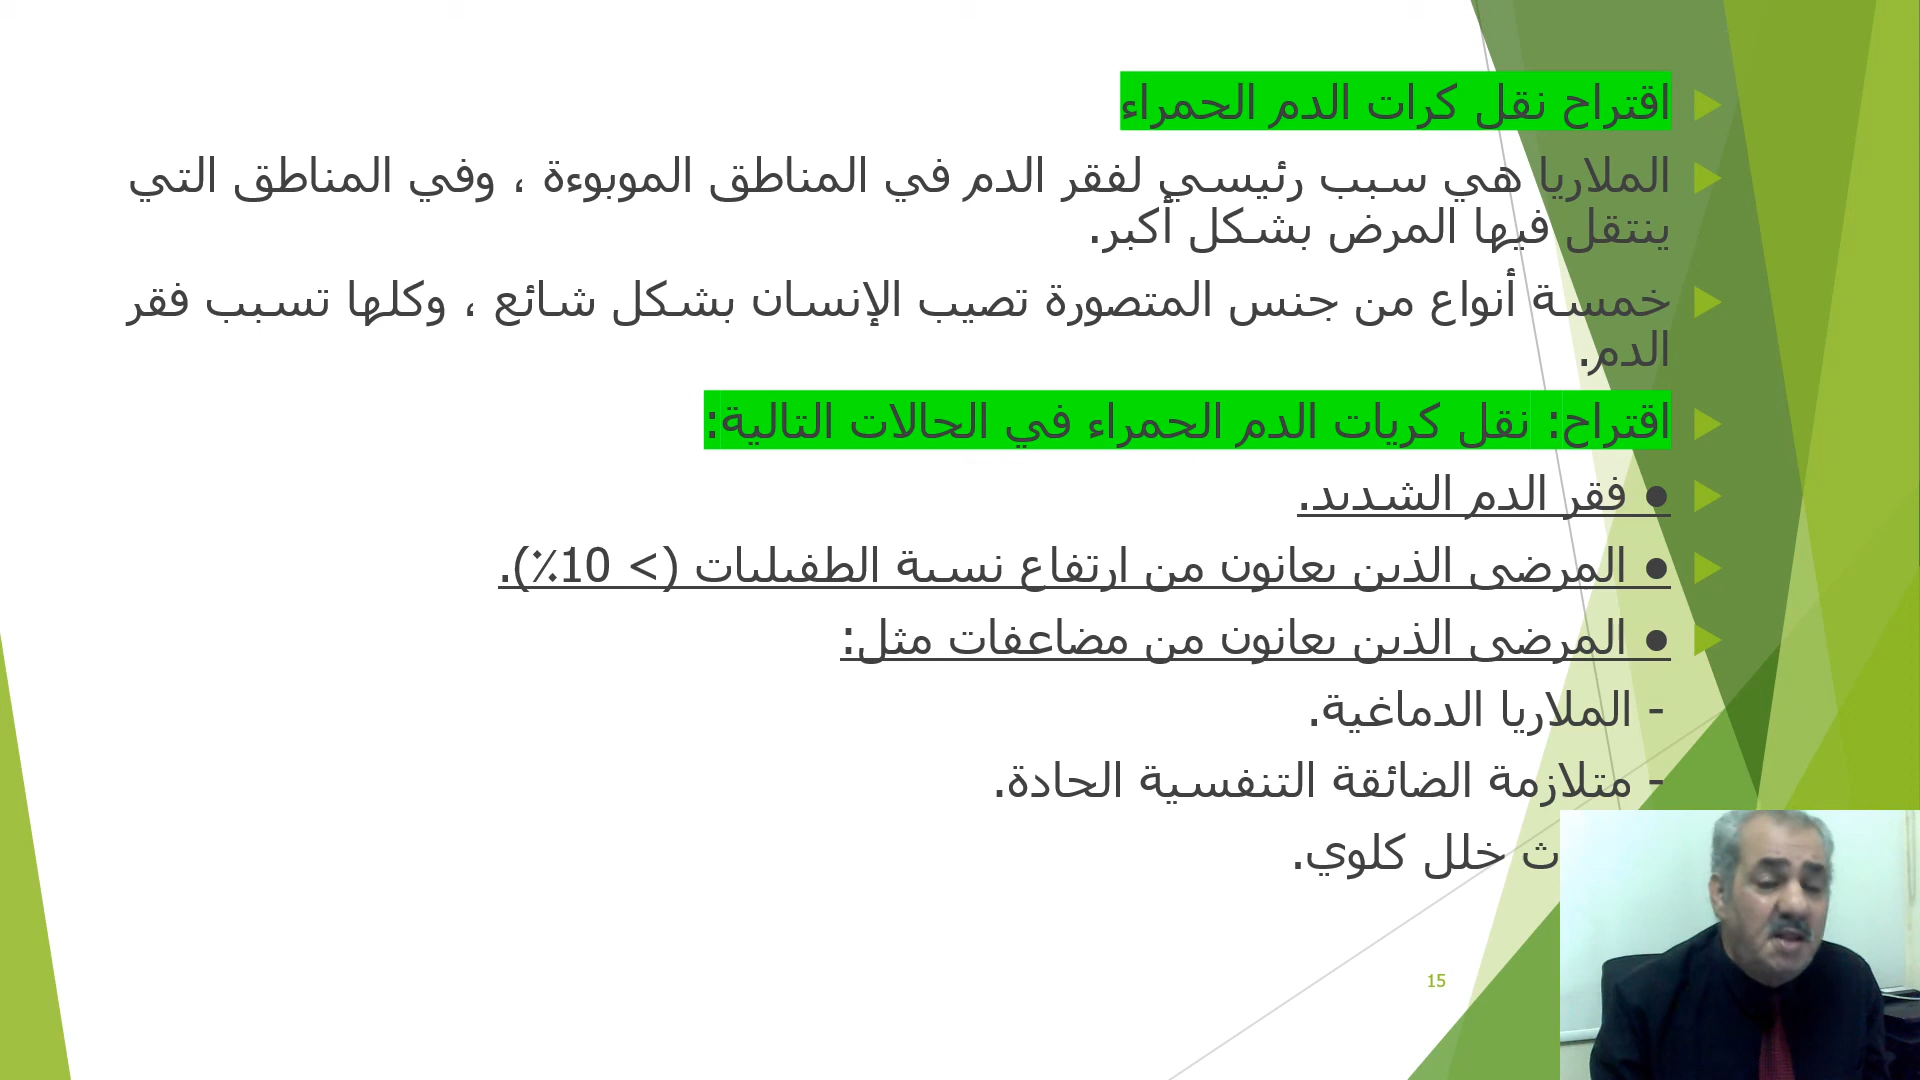 اقتراح نقل كرات الدم الحمراء
الملاريا هي سبب رئيسي لفقر الدم في المناطق الموبوءة ، وفي المناطق التي
ينتقل فيها المرض بشكل أكبر.
خمسة أنواع من جنس المتصورة تصيب الإنسان بشكل شائع ، وكلها تسبب فقر
الدم.
اقتراح: نقل كريات الدم الحمراء في الحالات التالية:
● فقر الدم الشديد.
● المرضى الذين يعانون من ارتفاع نسبة الطفيليات (> 10٪).
● المرضى الذين يعانون من مضاعفات مثل:
- الملاريا الدماغية.
- متلازمة الضائقة التنفسية الحادة.
خلل كلوي.
15